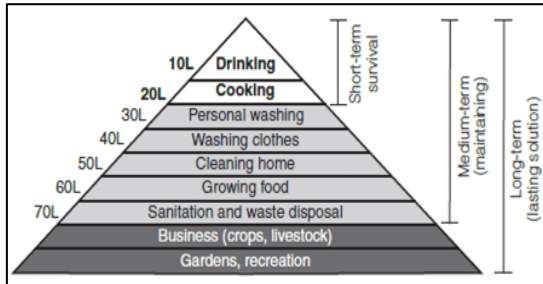 10L Drinking
20L Cooking
30L Personal washing
40L Washing clothes
50L Cleaning home
60L Growing food
70L Sanitation and waste disposal
Business (crops, livestock)
Gardens, recreation
Short-term
survival
Medium-term
(maintaining)
Long-term
(lasting solution)